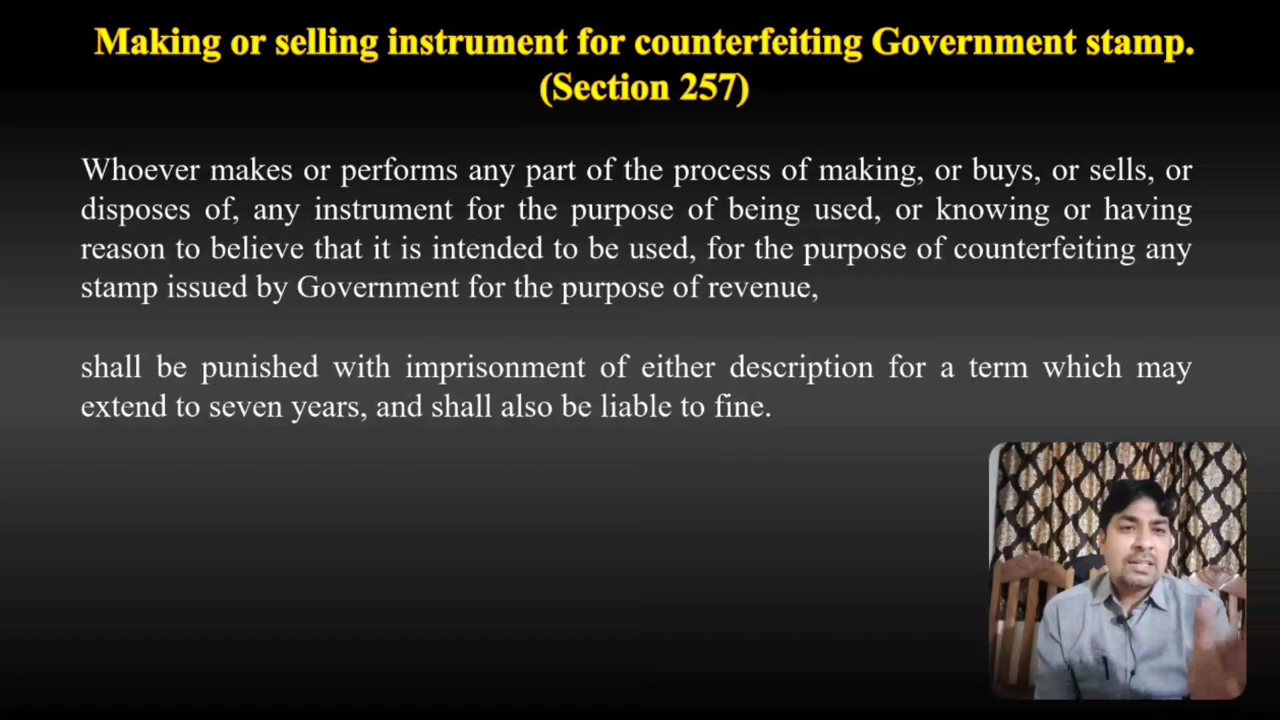 Making or selling instrument for counterfeiting Government stamp.
(Section 257)
Whoever makes or performs any part of the process of making, or buys, or sells, or
disposes of, any instrument for the purpose of being used, or knowing or having
reason to believe that it is intended to be used, for the purpose of counterfeiting any
stamp issued by Government for the purpose of revenue,
shall be punished with imprisonment of either description for a term which may
extend to seven years, and shall also be liable to fine.